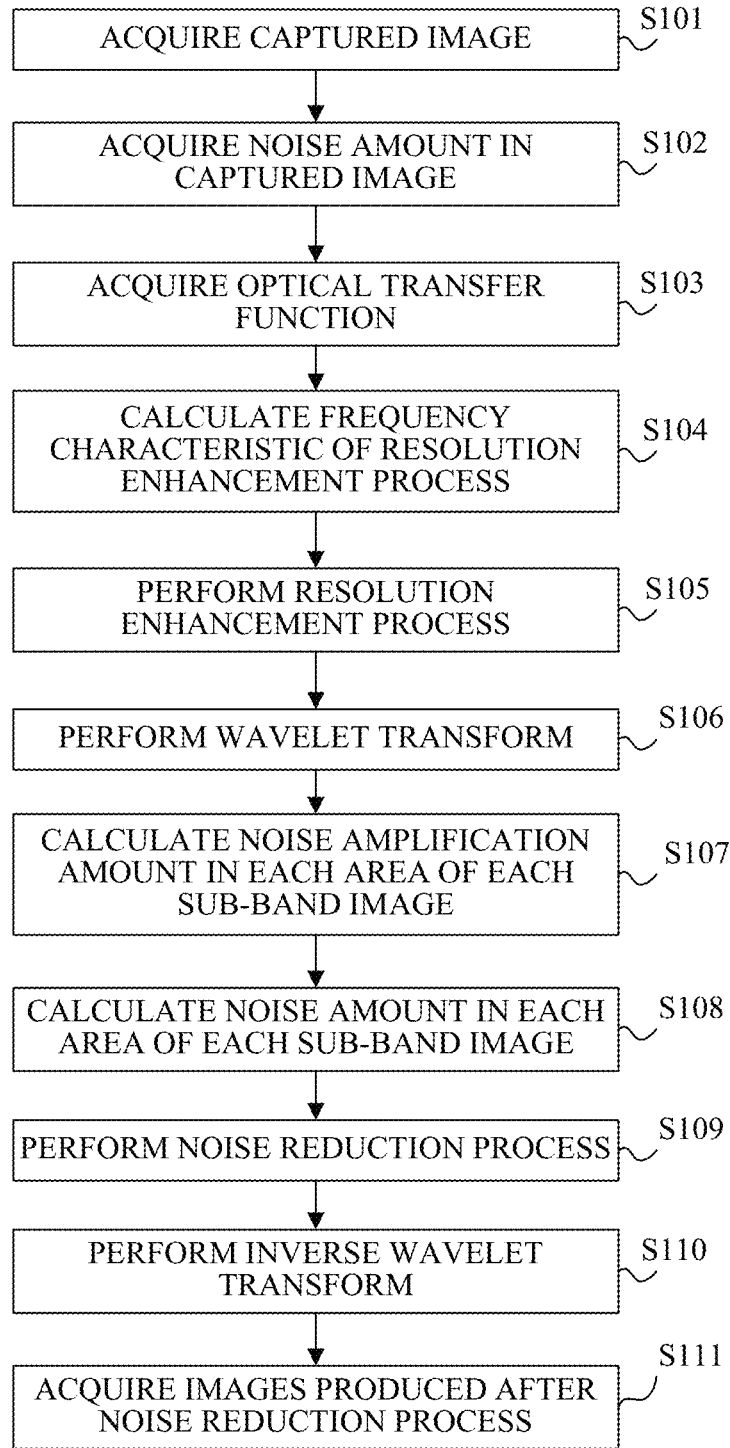 ACQUIRE CAPTURED IMAGE
S101
ACQUIRE NOISE AMOUNT IN
CAPTURED IMAGE
S102
ACQUIRE OPTICAL TRANSFER
FUNCTION
S103
CALCULATE FREQUENCY
CHARACTERISTIC OF RESOLUTION
ENHANCEMENT PROCESS
S104
PERFORM RESOLUTION
ENHANCEMENT PROCESS
S105
PERFORM WAVELET TRANSFORM
S106
CALCULATE NOISE AMPLIFICATION
AMOUNT IN EACH AREA OF EACH
SUB-BAND IMAGE
S107
CALCULATE NOISE AMOUNT IN EACH
AREA OF EACH SUB-BAND IMAGE
S108
PERFORM NOISE REDUCTION PROCESS
S109
PERFORM INVERSE WAVELET
TRANSFORM
S110
ACQUIRE IMAGES PRODUCED AFTER
NOISE REDUCTION PROCESS
S111